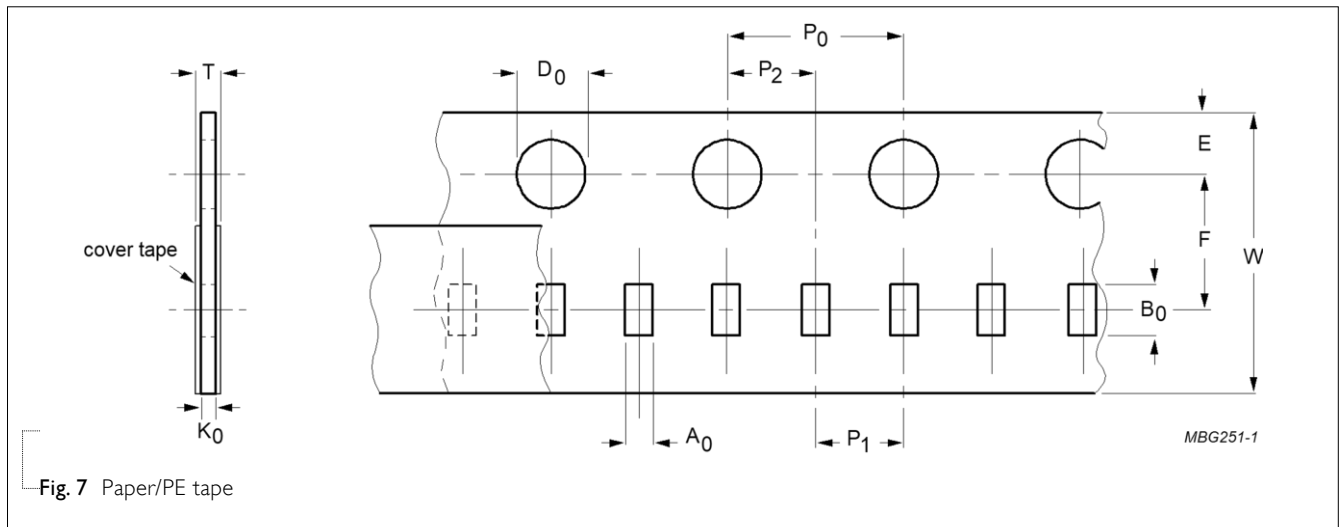 P0
P2
T
D0
E
F
W
cover tape
B0
K0
A0
P1
MBG251-1
Fig. 7 Paper/PE tape